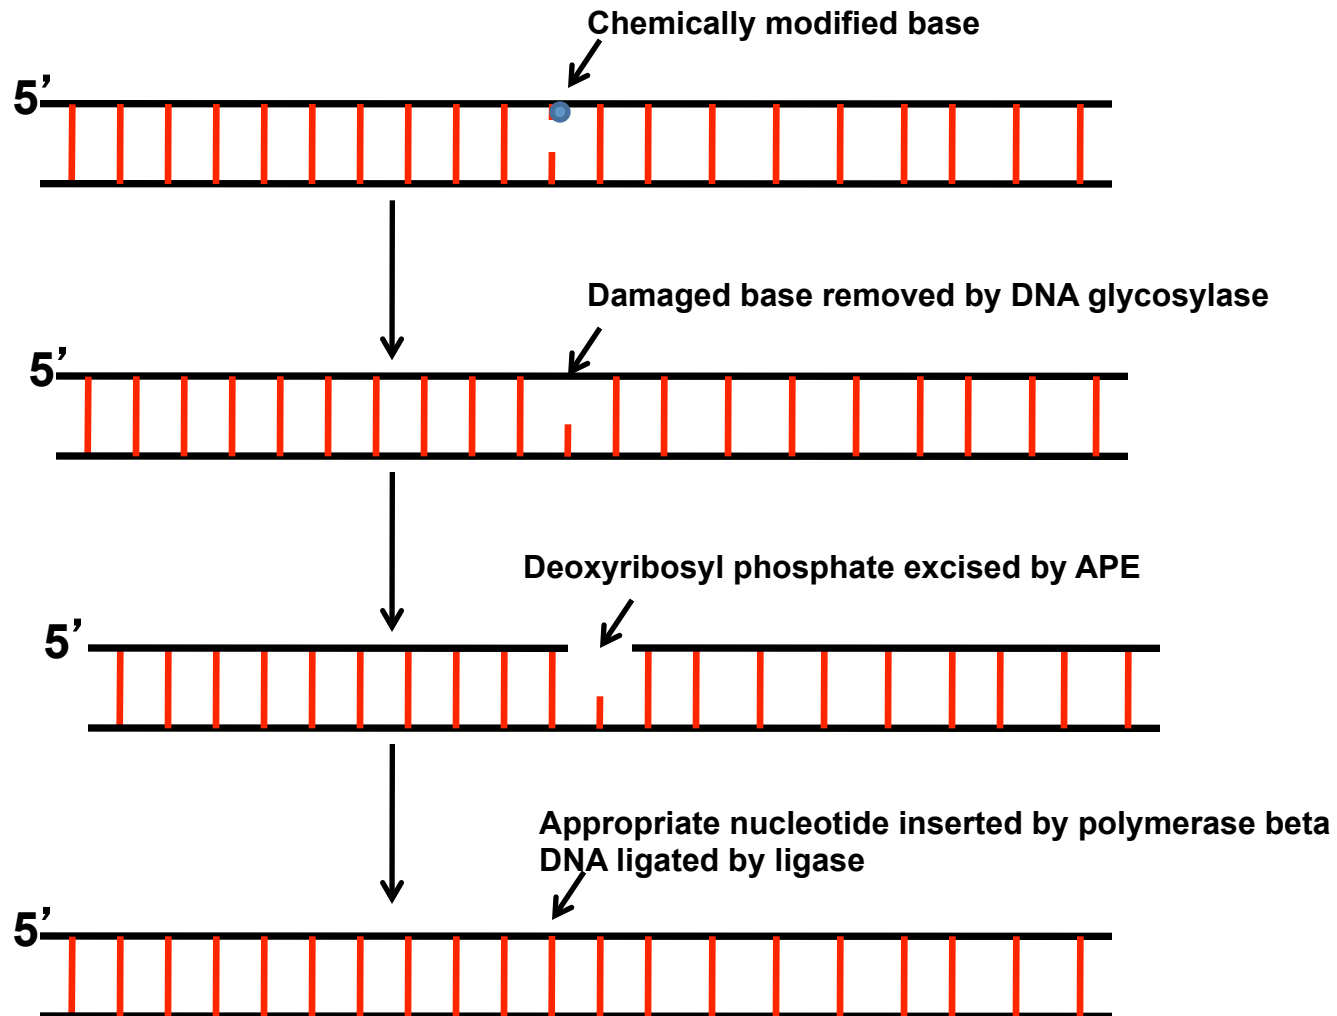 Chemically modified base
5’
Damaged base removed by DNA glycosylase
5’
Deoxyribosyl phosphate excised by APE
5’
Appropriate nucleotide inserted by polymerase beta
DNA ligated by ligase
5’